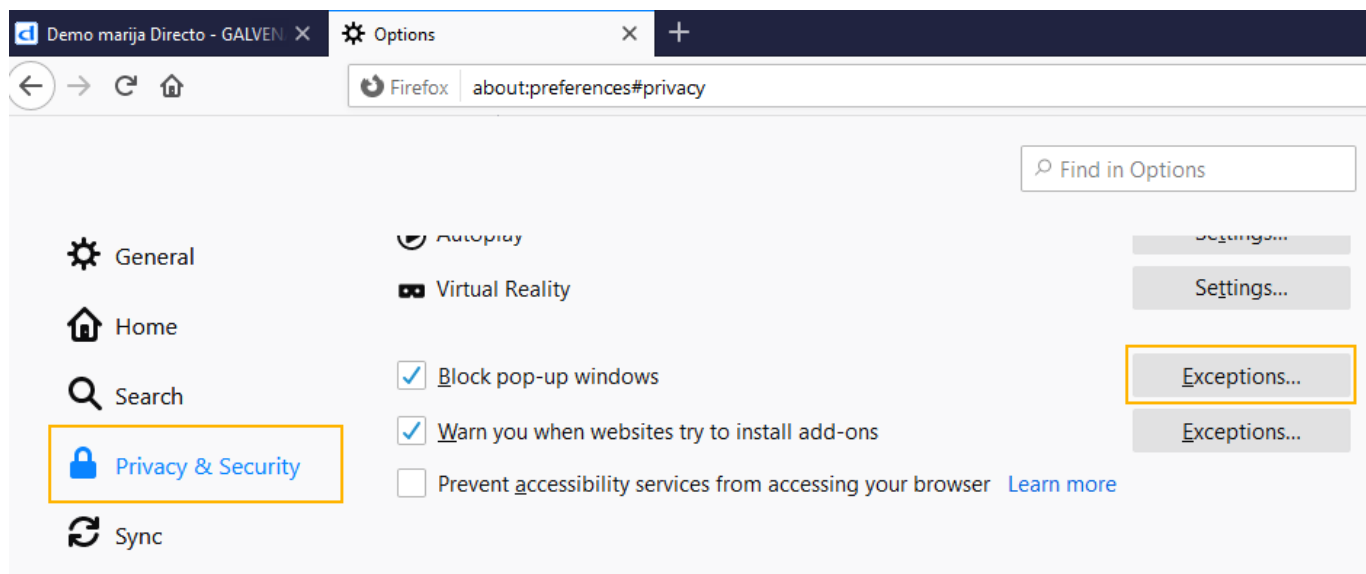 Demo marija Directo - GALVEN
Options
Firefox about:preferences#privacy
Find in Options
General
Home
Search
Privacy & Security
Sync
Autoplay Settings...
Virtual Reality Settings...
Block pop-up windows Exceptions...
Warn you when websites try to install add-ons Exceptions...
Prevent accessibility services from accessing your browser Learn more